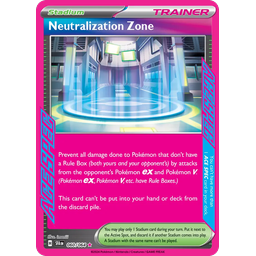 Stadium
TRAINER
Neutralization Zone
Prevent all damage done to Pokémon that don't have
a Rule Box (both yours and your opponent's) by attacks
from the opponent's Pokémon ex and Pokémon V.
(Pokémon ex, Pokémon V, etc. have Rule Boxes.)
This card can't be put into your hand or deck from
the discard pile.
You may play only 1 Stadium card during your turn. Put it next to
the Active Spot, and discard it if another Stadium comes into play.
A Stadium with the same name can't be played.
060/064
ACE SPEC